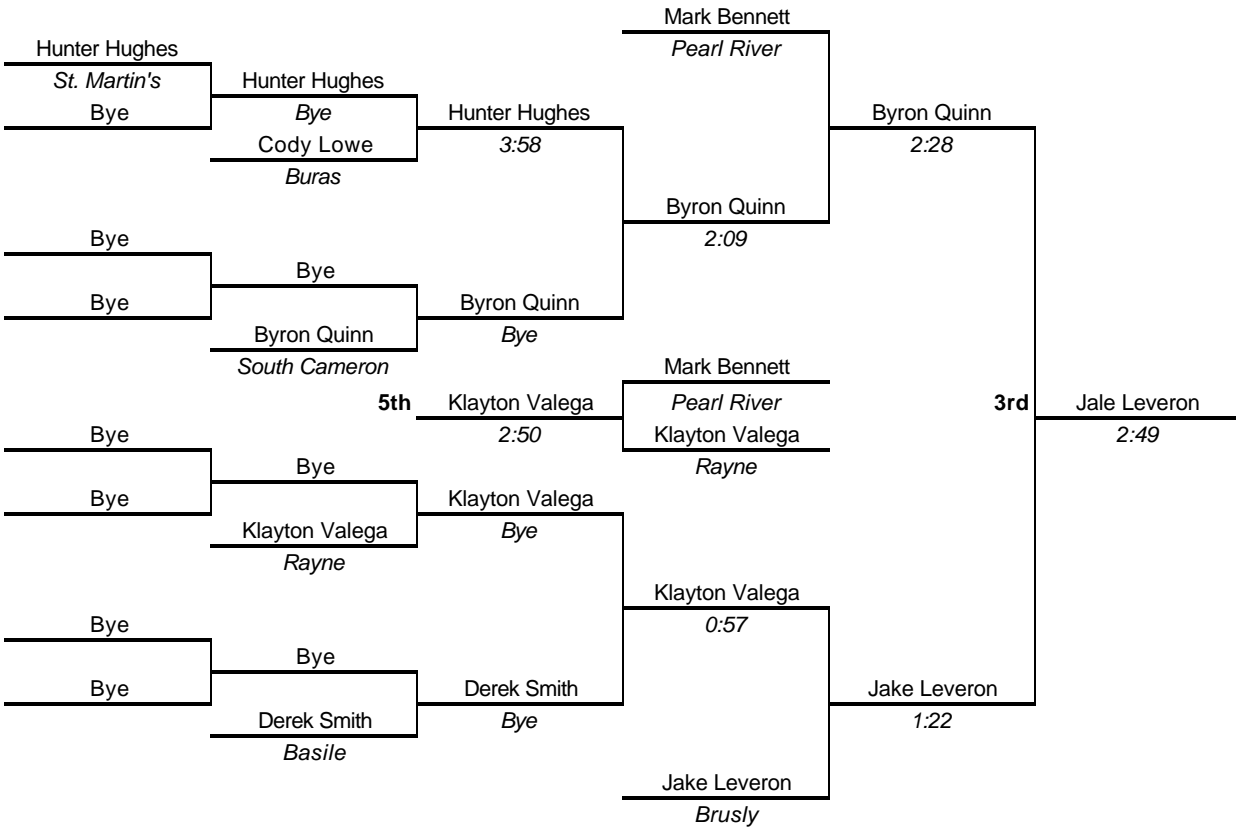 Mark Bennett
Hunter Hughes
Pearl River
St. Martin's
Hunter Hughes
Bye
Bye
Hunter Hughes
Byron Quinn
Cody Lowe
3:58
2:28
Buras
Byron Quinn
Bye
2:09
Bye
Bye
Byron Quinn
Byron Quinn
Bye
South Cameron
Mark Bennett
5th
Klayton Valega
Pearl River
3rd
Jale Leveron
Bye
2:50
Klayton Valega
2:49
Bye
Rayne
Bye
Klayton Valega
Klayton Valega
Bye
Rayne
Klayton Valega
Bye
0:57
Bye
Bye
Derek Smith
Jake Leveron
Derek Smith
Bye
1:22
Basile
Jake Leveron
Brusly